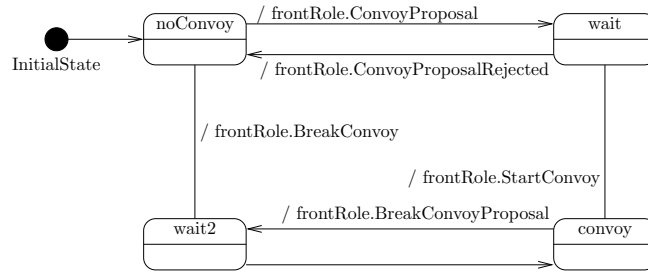 / frontRole.ConvoyProposal
noConvoy
wait
InitialState
/ frontRole.ConvoyProposalRejected
/ frontRole.BreakConvoy
/ frontRole.StartConvoy
/ frontRole.BreakConvoyProposal
wait2
convoy